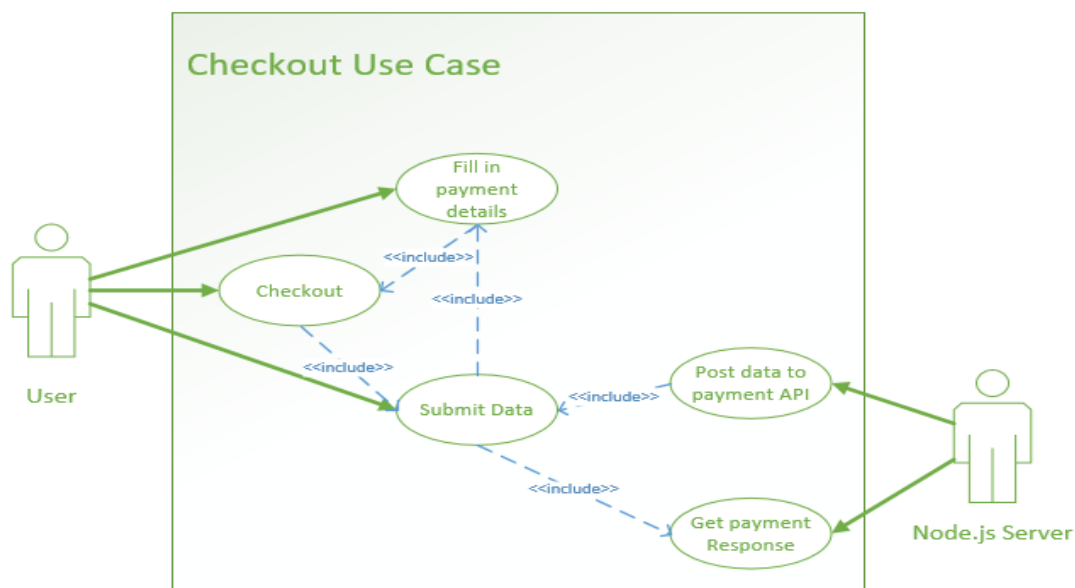 Checkout Use Case
Fill in
payment
details
<<include>>
Checkout
<<include>>
<<include>>
User
Submit Data
<<include>>
Post data to
payment API
<<include>>
Get payment
Response
Node.js Server